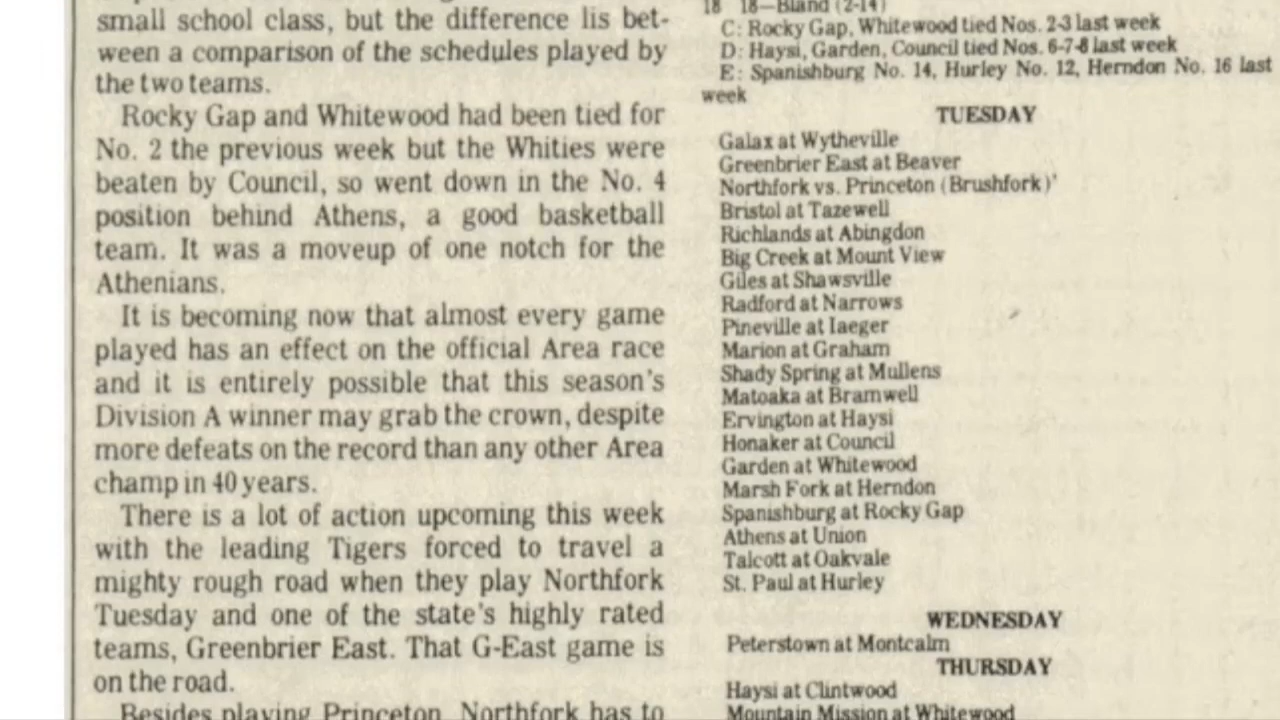 small school class, but the difference lis bet-
ween a comparison of the schedules played by
the two teams.
Rocky Gap and Whitewood had been tied for
No. 2 the previous week but the Whities were
beaten by Council, so went down in the No. 4
position behind Athens, a good basketball
team. It was a moveup of one notch for the
Athenians.
It is becoming now that almost every game
played has an effect on the official Area race
and it is entirely possible that this season's
Division A winner may grab the crown, despite
more defeats on the record than any other Area
champ in 40 years.
There is a lot of action upcoming this week
with the leading Tigers forced to travel a
mighty rough road when they play Northfork
Tuesday and one of the state's highly rated
teams, Greenbrier East. That G-East game is
on the road.
Besides playing Princeton, Northfork has to
18 18—Bland (2-14)
C: Rocky Gap, Whitewood tied Nos. 2-3 last week
D: Haysi, Garden, Council tied Nos. 6-7-8 last week
E: Spanishburg No. 14, Hurley No. 12, Herndon No. 16 last
week
TUESDAY
Galax at Wytheville
Greenbrier East at Beaver
Northfork vs. Princeton (Brushfork)'
Bristol at Tazewell
Richlands at Abingdon
Big Creek at Mount View
Giles at Shawsville
Radford at Narrows
Pineville at Iaeger
Marion at Graham
Shady Spring at Mullens
Matoaka at Bramwell
Ervington at Haysi
Honaker at Council
Garden at Whitewood
Marsh Fork at Herndon
Spanishburg at Rocky Gap
Athens at Union
Talcott at Oakvale
St. Paul at Hurley
WEDNESDAY
Peterstown at Montcalm
THURSDAY
Haysi at Clintwood
Mountain Mission at Whitewood